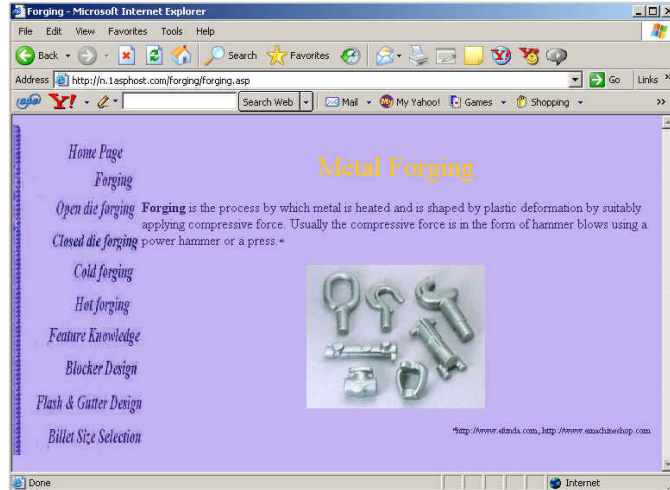 Forging - Microsoft Internet Explorer
File Edit View Favorites Tools Help
Back Search Favorites
Address http://n.1asphost.com/forging/forging.asp Go Links »
Y! Search Web Mail My Yahoo! Games Shopping »
Home Page
Forging
Open die forging
Closed die forging
Cold forging
Hot forging
Feature Knowledge
Blocker Design
Flash & Gutter Design
Billet Size Selection
Metal Forging
Forging is the process by which metal is heated and is shaped by plastic deformation by suitably
applying compressive force. Usually the compressive force is in the form of hammer blows using a
power hammer or a press.*
*http://www.efunda.com, http://www.emachineshop.com
Done Internet